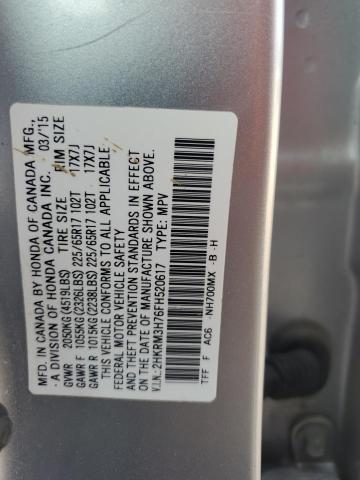 MFD. IN CANADA BY HONDA OF CANADA MFG.,
A DIVISION OF HONDA CANADA INC. 03/15
TIRE SIZE RIM SIZE
GVWR 2050KG (4519LBS)
GAWR F 1055KG (2326LBS) 225/65R17 102T 17X7J
GAWR R 1015KG (2238LBS) 225/65R17 102T 17X7J
THIS VEHICLE CONFORMS TO ALL APPLICABLE
FEDERAL MOTOR VEHICLE SAFETY
AND THEFT PREVENTION STANDARDS IN EFFECT
ON THE DATE OF MANUFACTURE SHOWN ABOVE.
V.I.N.: 2HKRM3H76FH520617 TYPE: MPV
TFF F AC6 NH700MX -B -H